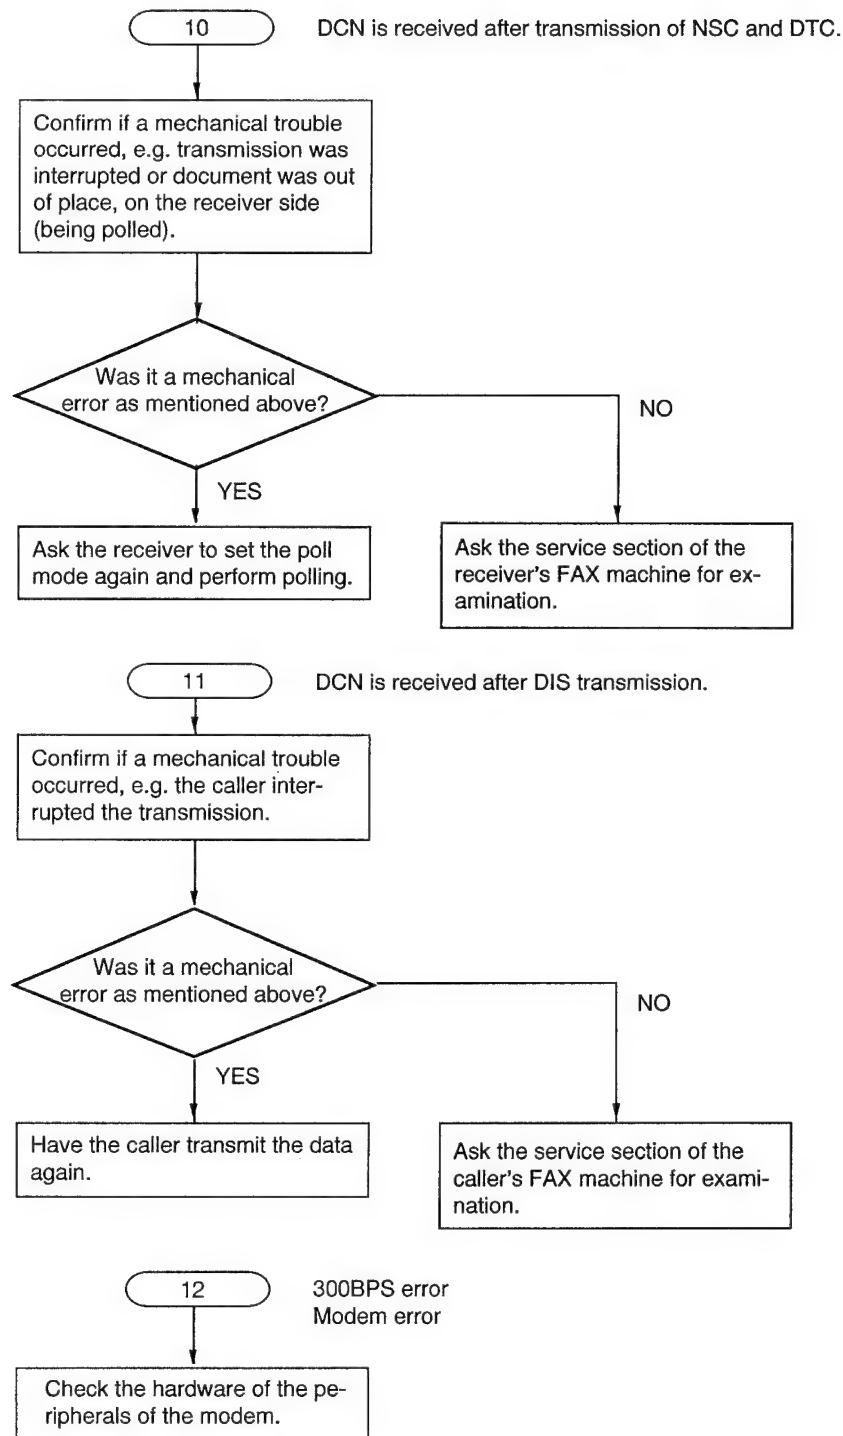 10
DCN is received after transmission of NSC and DTC.
Confirm if a mechanical trouble
occurred, e.g. transmission was
interrupted or document was out
of place, on the receiver side
(being polled).
Was it a mechanical
error as mentioned above?
NO
YES
Ask the receiver to set the poll
mode again and perform polling.
Ask the service section of the
receiver's FAX machine for ex-
amination.
11
DCN is received after DIS transmission.
Confirm if a mechanical trouble
occurred, e.g. the caller inter-
rupted the transmission.
Was it a mechanical
error as mentioned above?
NO
YES
Have the caller transmit the data
again.
Ask the service section of the
caller's FAX machine for exami-
nation.
12
300BPS error
Modem error
Check the hardware of the pe-
ripherals of the modem.